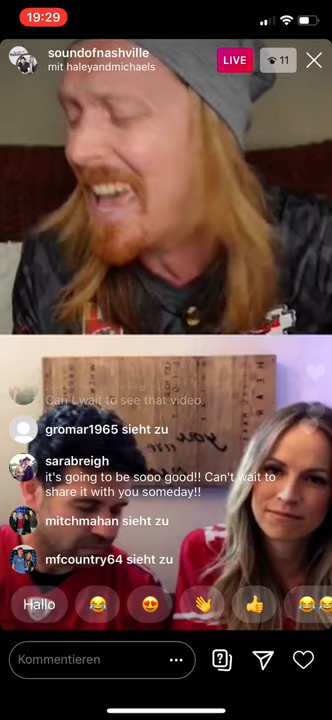 19:29
soundofnashville
mit haleyandmichaels
LIVE
11
Can't wait to see that video.
gromar1965 sieht zu
sarabreigh
it's going to be sooo good!! Can't wait to
share it with you someday!!
mitchmahan sieht zu
mfcountry64 sieht zu
Hallo
Kommentieren